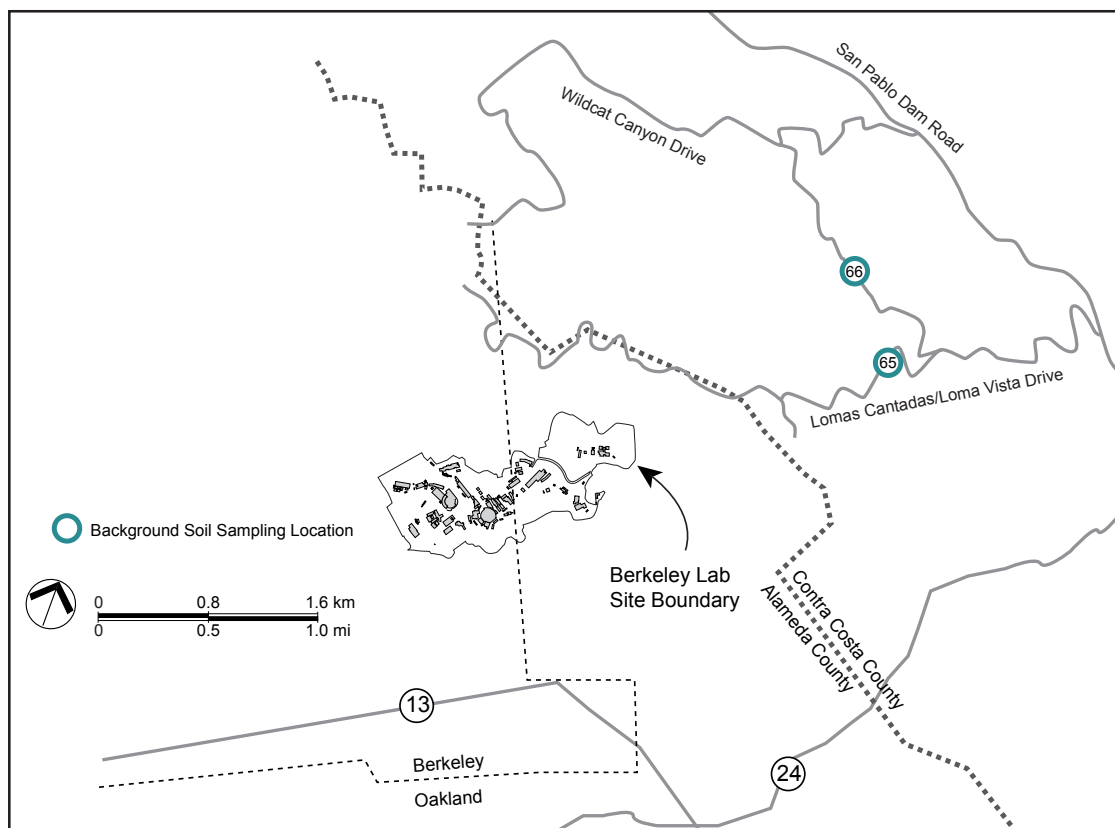 San Pablo Dam Road
Wildcat Canyon Drive
66
65
Lomas Cantadas/Loma Vista Drive
Background Soil Sampling Location
Berkeley Lab
Site Boundary
0 0.8 1.6 km
0 0.5 1.0 mi
Contra Costa County
Alameda County
13
Berkeley
Oakland
24